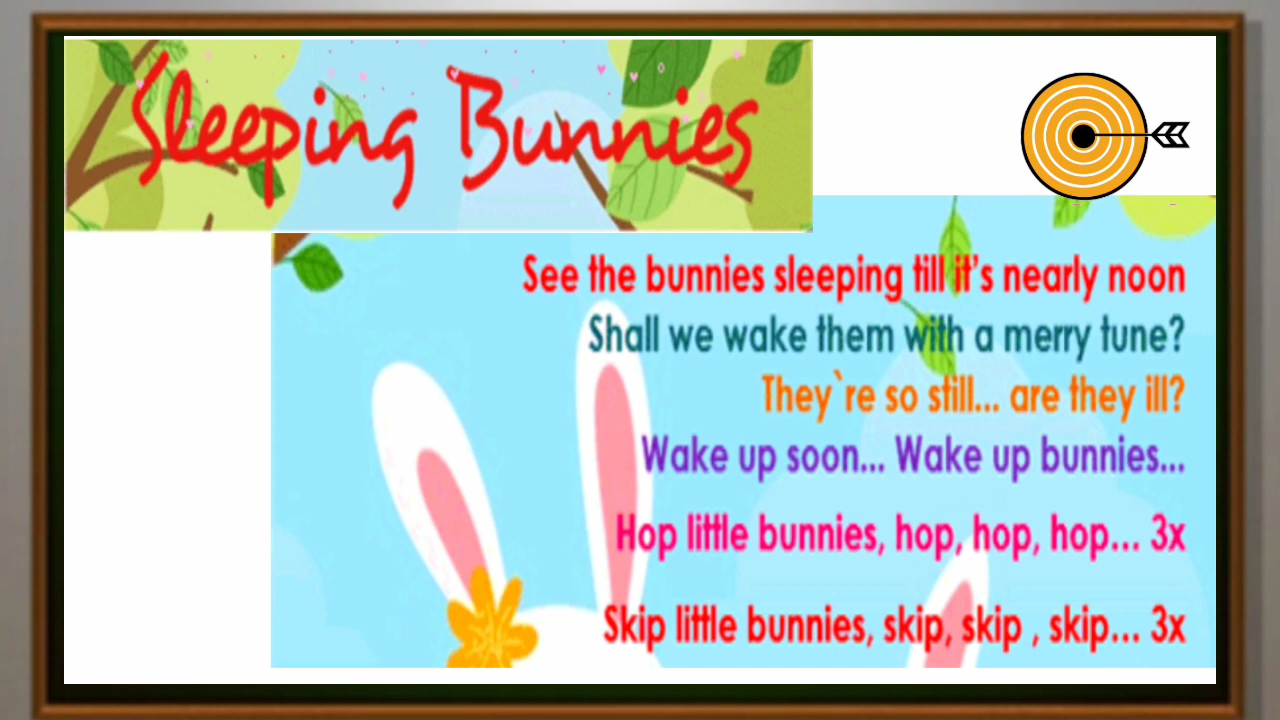 Sleeping Bunnies
See the bunnies sleeping till it's nearly noon
Shall we wake them with a merry tune?
They`re so still... are they ill?
Wake up soon... Wake up bunnies...
Hop little bunnies, hop, hop, hop... 3x
Skip little bunnies, skip, skip , skip... 3x